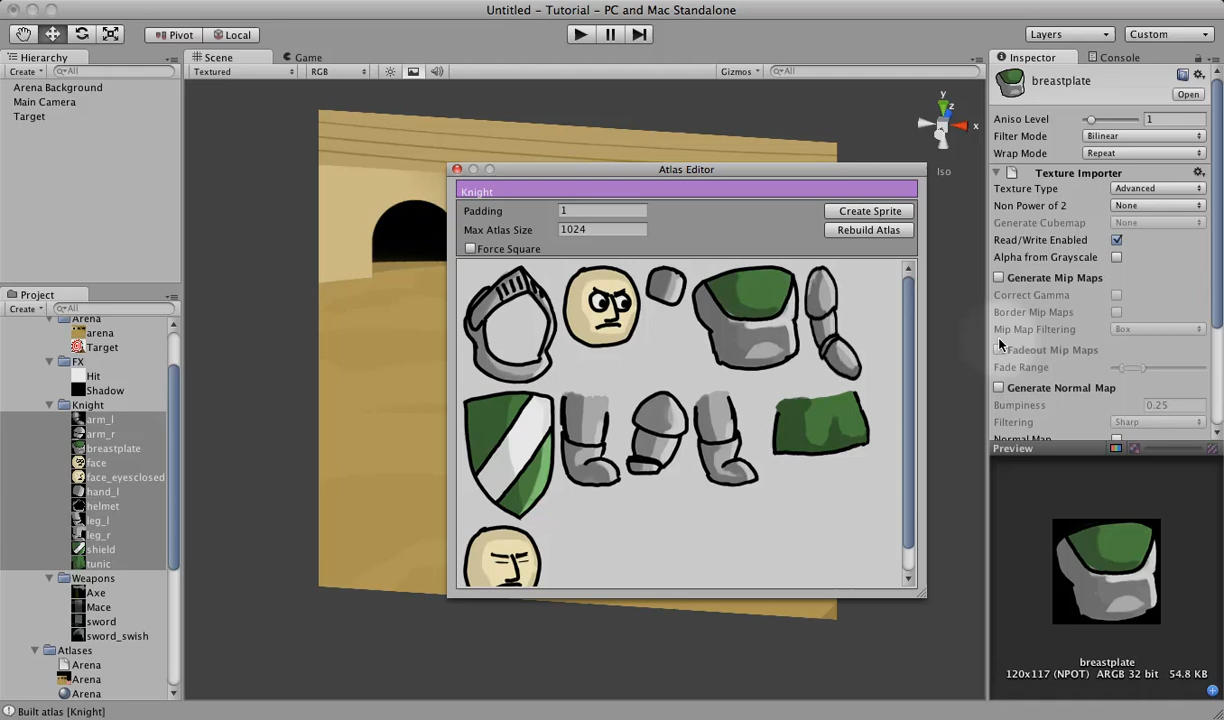 Untitled - Tutorial - PC and Mac Standalone
Pivot
Local
Layers
Custom
Hierarchy
Create
All
Arena Background
Main Camera
Target
Scene
Game
Textured
RGB
Gizmos
All
y
z
x
Iso
Atlas Editor
Knight
Padding
1
Create Sprite
Max Atlas Size
1024
Rebuild Atlas
Force Square
Project
Create
All
Arena
arena
Target
FX
Hit
Shadow
Knight
arm_l
arm_r
breastplate
face
face_eyesclosed
hand_l
helmet
leg_l
leg_r
shield
tunic
Weapons
Axe
Mace
sword
sword_swish
Atlases
Arena
Arena
Arena
Inspector
Console
breastplate
Open
Aniso Level
1
Filter Mode
Bilinear
Wrap Mode
Repeat
Texture Importer
Texture Type
Advanced
Non Power of 2
None
Generate Cubemap
None
Read/Write Enabled
Alpha from Grayscale
Generate Mip Maps
Correct Gamma
Border Mip Maps
Mip Map Filtering
Box
Fadeout Mip Maps
Fade Range
Generate Normal Map
Bumpiness
0.25
Filtering
Sharp
Normal Map
Preview
breastplate
120x117 (NPOT) ARGB 32 bit 54.8 KB
Built atlas [Knight]